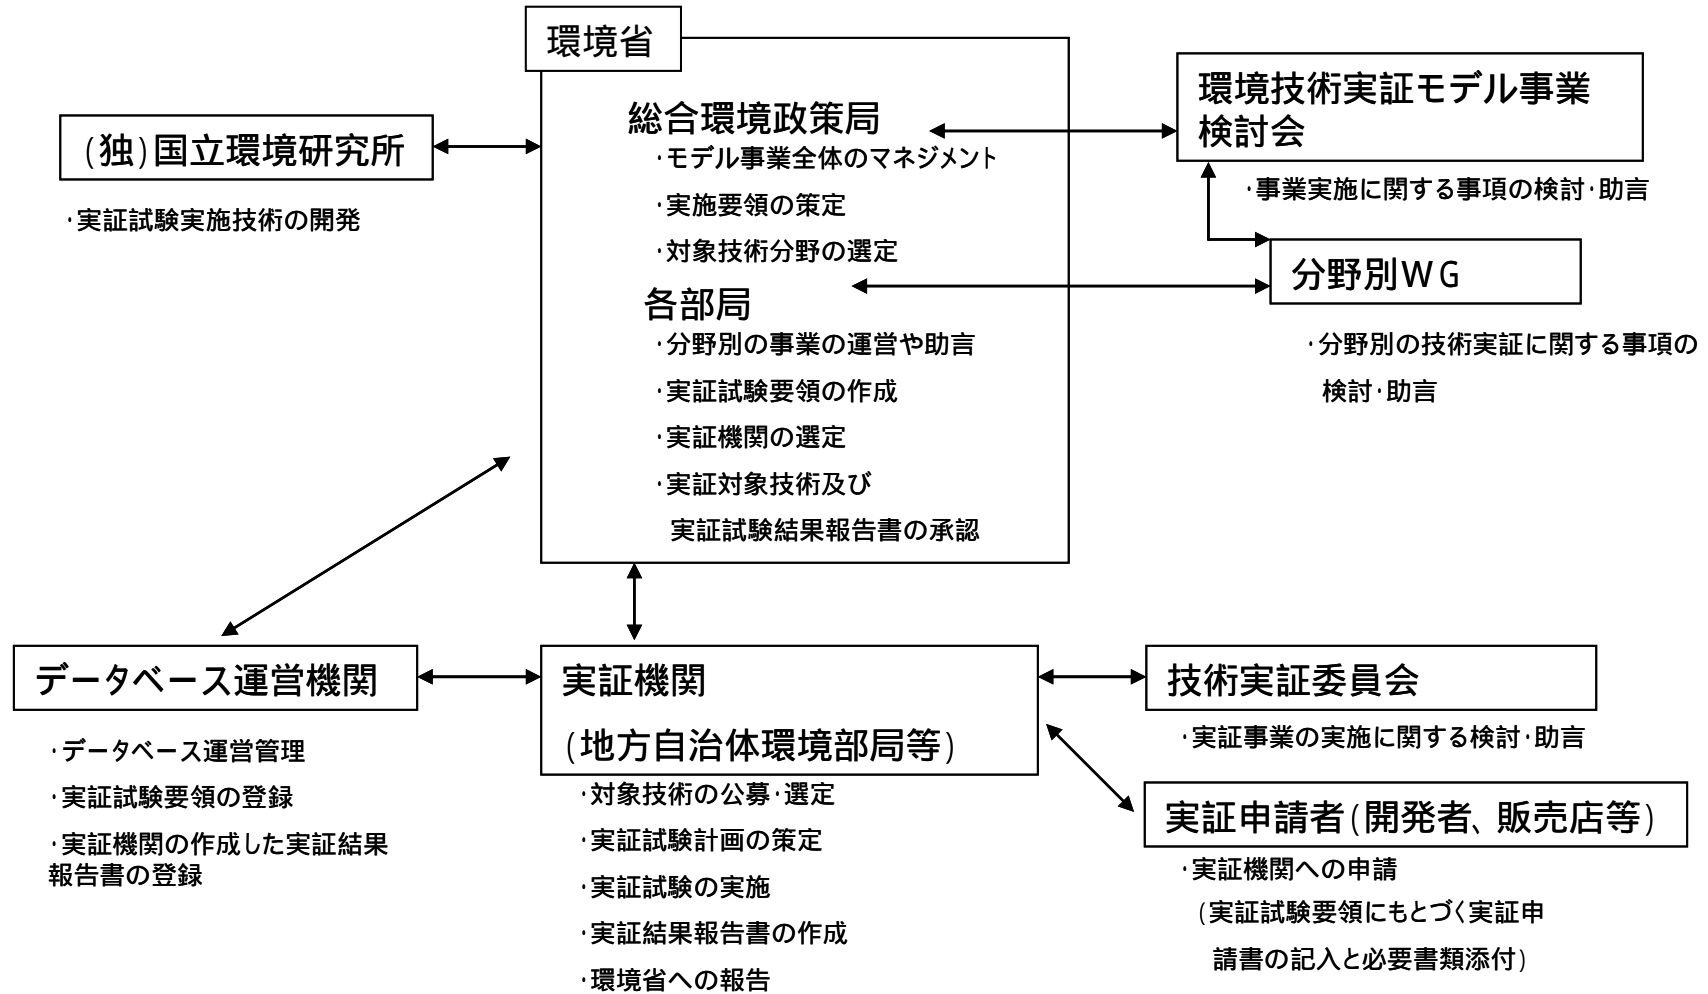 環境省
総合環境政策局
・モデル事業全体のマネジメント
・実施要領の策定
・対象技術分野の選定
各部局
・分野別の事業の運営や助言
・実証試験要領の作成
・実証機関の選定
・実証対象技術及び
実証試験結果報告書の承認
(独)国立環境研究所
・実証試験実施技術の開発
環境技術実証モデル事業
検討会
・事業実施に関する事項の検討・助言
分野別WG
・分野別の技術実証に関する事項の
検討・助言
データベース運営機関
・データベース運営管理
・実証試験要領の登録
・実証機関の作成した実証結果
報告書の登録
実証機関
(地方自治体環境部局等)
・対象技術の公募・選定
・実証試験計画の策定
・実証試験の実施
・実証結果報告書の作成
・環境省への報告
技術実証委員会
・実証事業の実施に関する検討・助言
実証申請者(開発者、販売店等)
・実証機関への申請
(実証試験要領にもとづく実証申
請書の記入と必要書類添付)